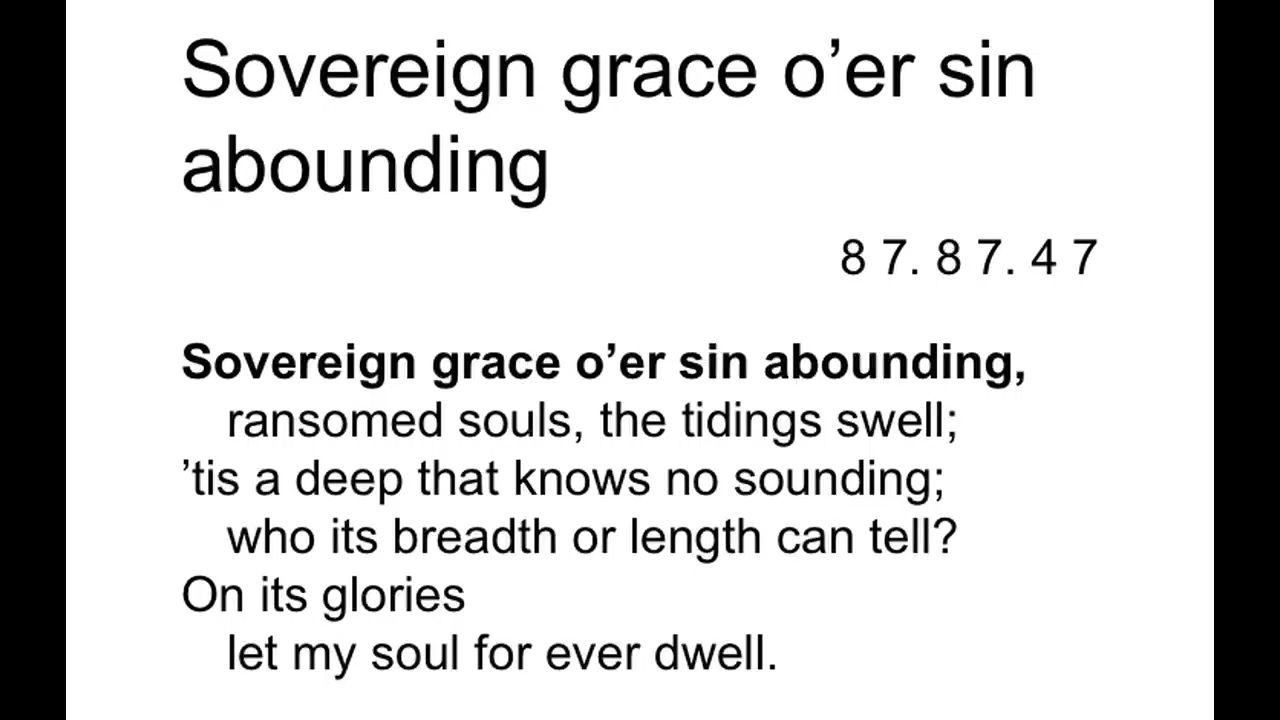 Sovereign grace o’er sin
abounding
8 7. 8 7. 4 7
Sovereign grace o’er sin abounding,
ransomed souls, the tidings swell;
’tis a deep that knows no sounding;
who its breadth or length can tell?
On its glories
let my soul for ever dwell.